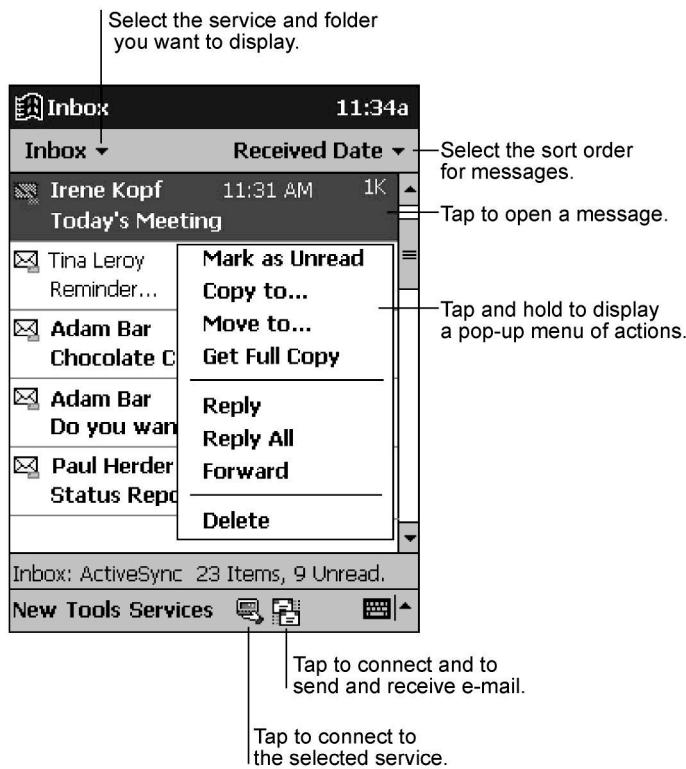 Select the service and folder
you want to display.
Inbox 11:34a
Inbox Received Date
Select the sort order
for messages.
Irene Kopf 11:31 AM 1K
Today's Meeting
Tap to open a message.
Tina Leroy
Reminder...
Adam Bar
Chocolate C
Adam Bar
Do you wan
Paul Herder
Status Repo
Mark as Unread
Copy to...
Move to...
Get Full Copy
Reply
Reply All
Forward
Delete
Tap and hold to display
a pop-up menu of actions.
Inbox: ActiveSync 23 Items, 9 Unread.
New Tools Services
Tap to connect and to
send and receive e-mail.
Tap to connect to
the selected service.